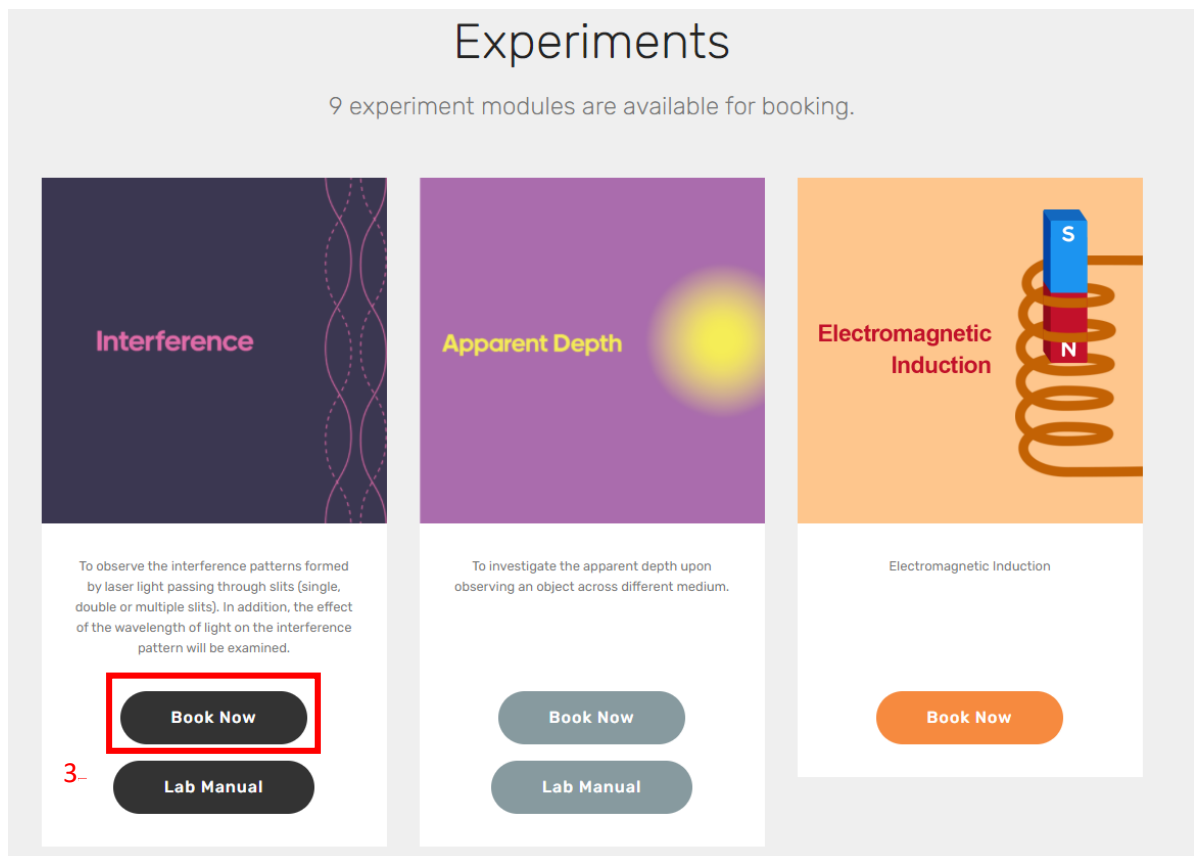 Experiments
9 experiment modules are available for booking.
Interference
Apparent Depth
S
N
Electromagnetic
Induction
To observe the interference patterns formed
by laser light passing through slits (single,
double or multiple slits). In addition, the effect
of the wavelength of light on the interference
pattern will be examined.
Book Now
3
Lab Manual
To investigate the apparent depth upon
observing an object across different medium.
Book Now
Lab Manual
Electromagnetic Induction
Book Now